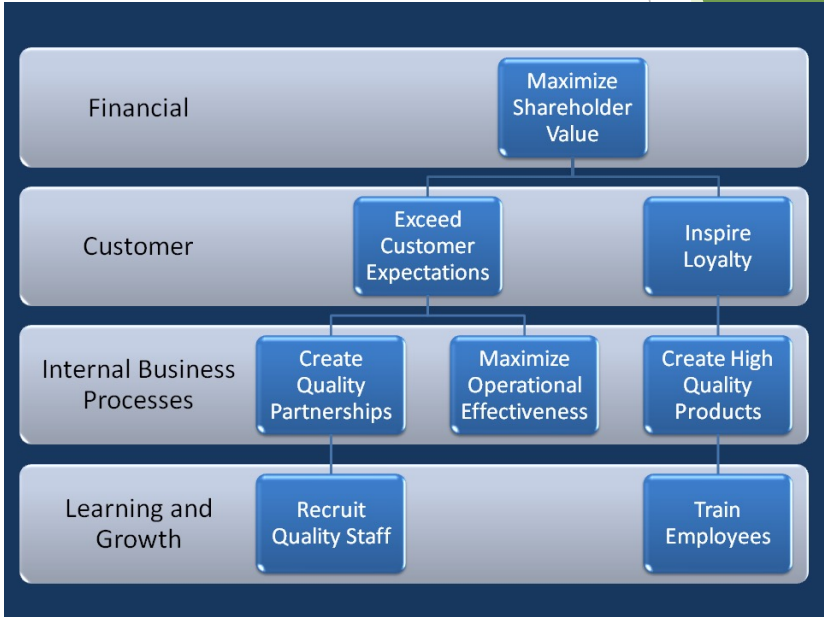 Financial
Maximize
Shareholder
Value
Customer
Exceed
Customer
Expectations
Inspire
Loyalty
Internal Business
Processes
Create
Quality
Partnerships
Maximize
Operational
Effectiveness
Create High
Quality
Products
Learning and
Growth
Recruit
Quality Staff
Train
Employees